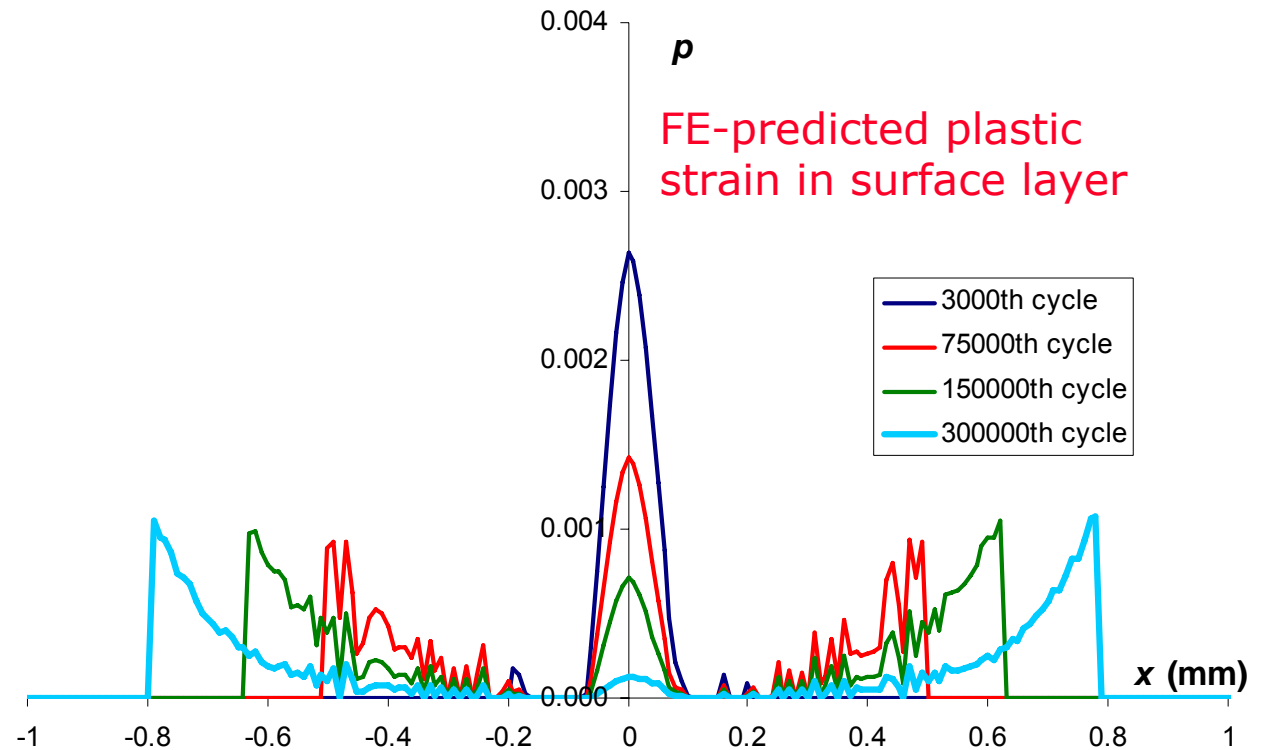 0.004
p
FE-predicted plastic
strain in surface layer
0.003
3000th cycle
75000th cycle
0.002
150000th cycle
300000th cycle
0.001
0.000
x (mm)
-1 -0.8 -0.6 -0.4 -0.2 0 0.2 0.4 0.6 0.8 1